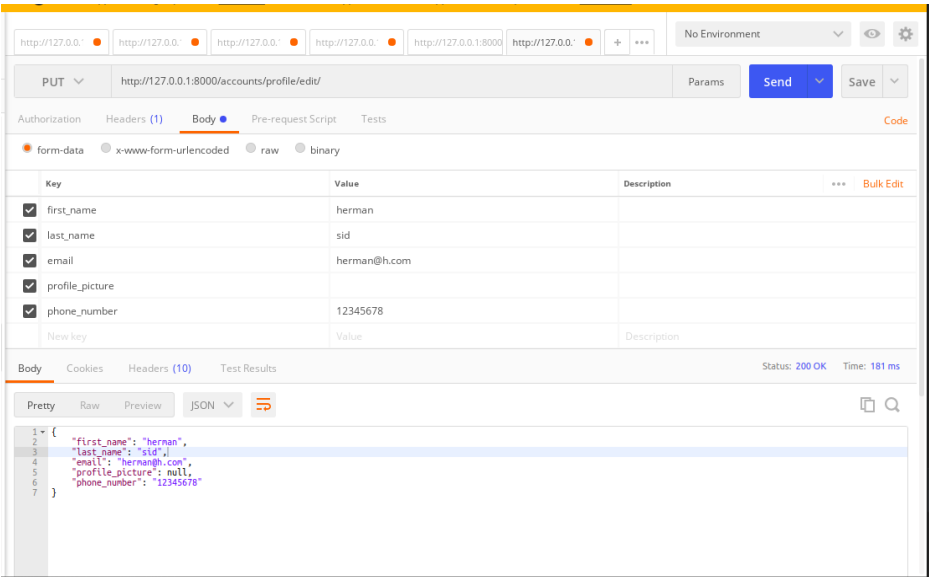 http://127.0.0.' http://127.0.0.' http://127.0.0.' http://127.0.0.' http://127.0.0.1:8000 http://127.0.0.' + •••
No Environment
PUT http://127.0.0.1:8000/accounts/profile/edit/ Params Send Save
Authorization Headers (1) Body Pre-request Script Tests Code
form-data x-www-form-urlencoded raw binary
Key Value Description ••• Bulk Edit
first_name herman
last_name sid
email herman@h.com
profile_picture
phone_number 12345678
New key Value Description
Body Cookies Headers (10) Test Results Status: 200 OK Time: 181 ms
Pretty Raw Preview JSON
1 {
2 "first_name": "herman",
3 "last_name": "sid",
4 "email": "herman@h.com",
5 "profile_picture": null,
6 "phone_number": "12345678"
7 }